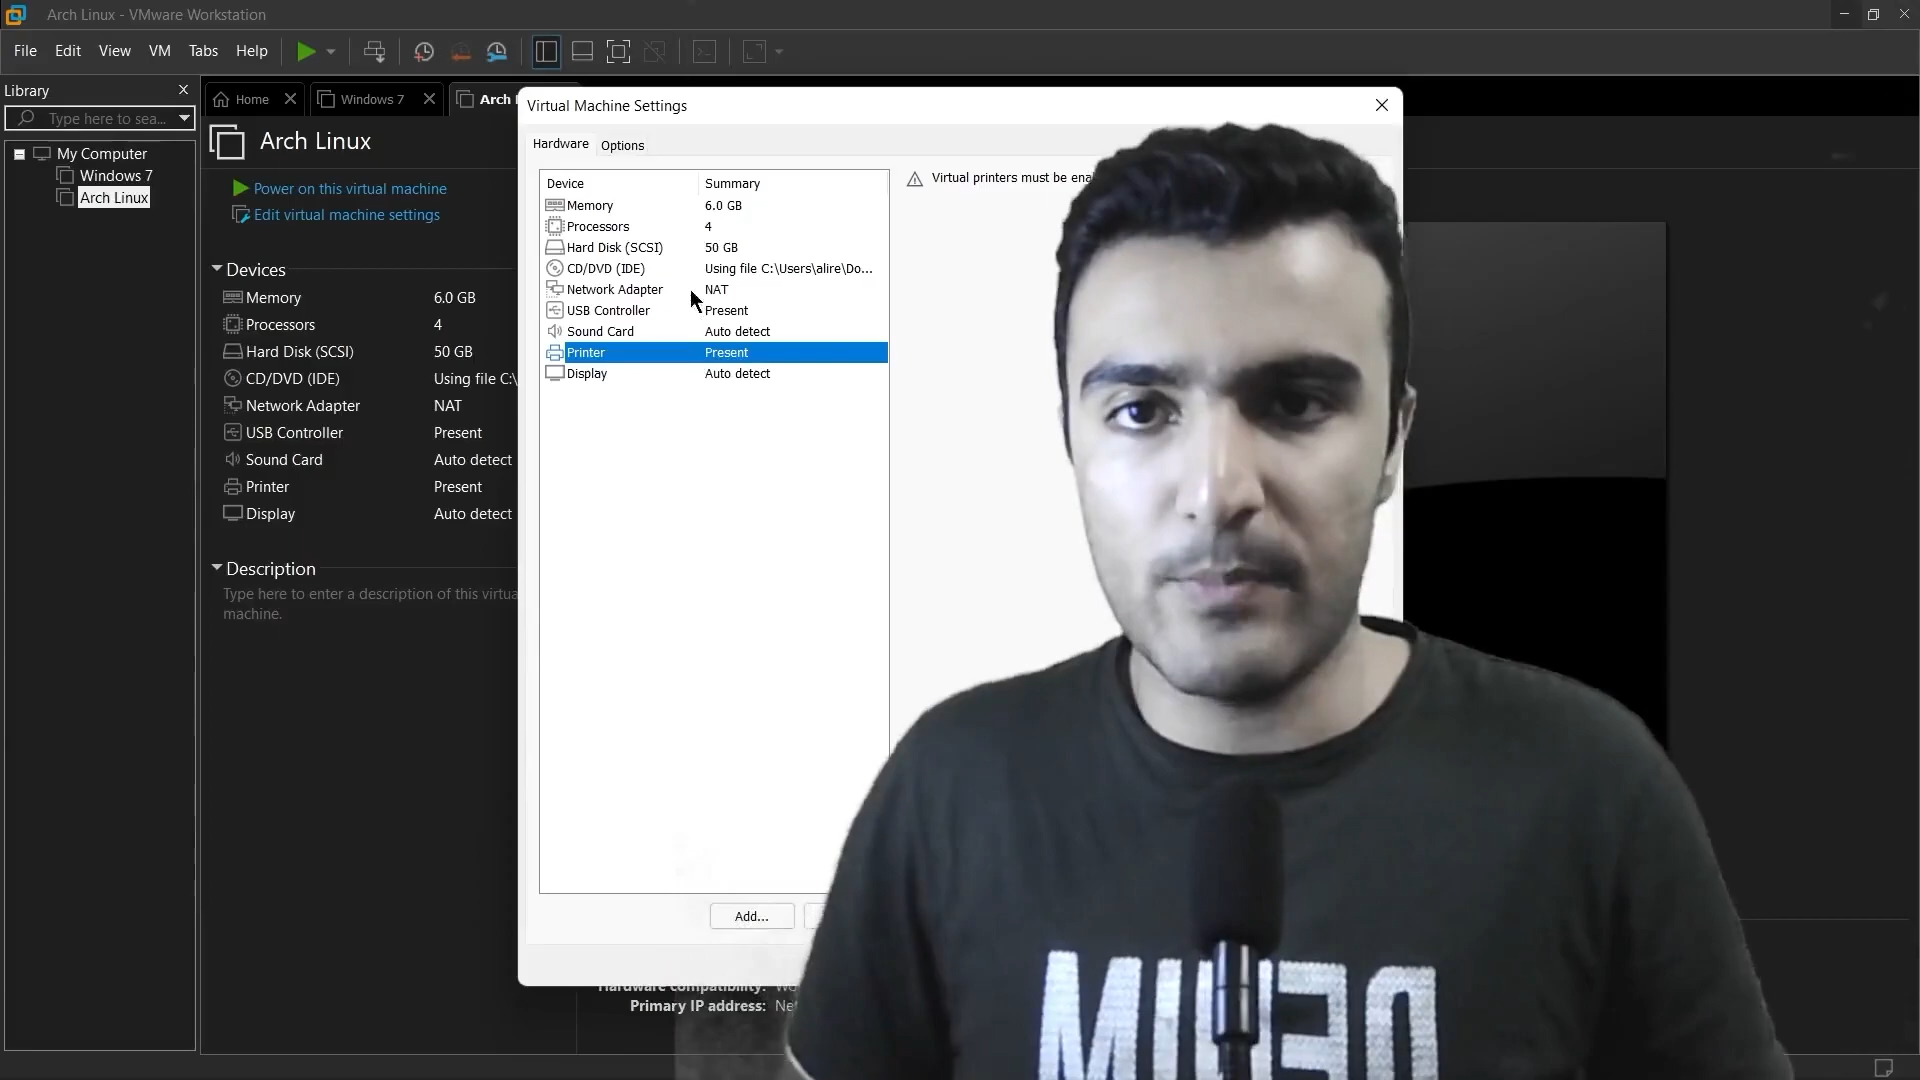 Arch Linux - VMware Workstation
File Edit View VM Tabs Help
Library
Type here to sea...
My Computer
Windows 7
Arch Linux
Home
Windows 7
Arch
Arch Linux
Power on this virtual machine
Edit virtual machine settings
Devices
Memory 6.0 GB
Processors 4
Hard Disk (SCSI) 50 GB
CD/DVD (IDE) Using file C:\
Network Adapter NAT
USB Controller Present
Sound Card Auto detect
Printer Present
Display Auto detect
Description
Type here to enter a description of this virtua
machine.
Virtual Machine Settings
Hardware Options
Device Summary
Memory 6.0 GB
Processors 4
Hard Disk (SCSI) 50 GB
CD/DVD (IDE) Using file C:\Users\alire\Do...
Network Adapter NAT
USB Controller Present
Sound Card Auto detect
Printer Present
Display Auto detect
Virtual printers must be ena
Add...
Hardware compatibility:
Primary IP address: Net